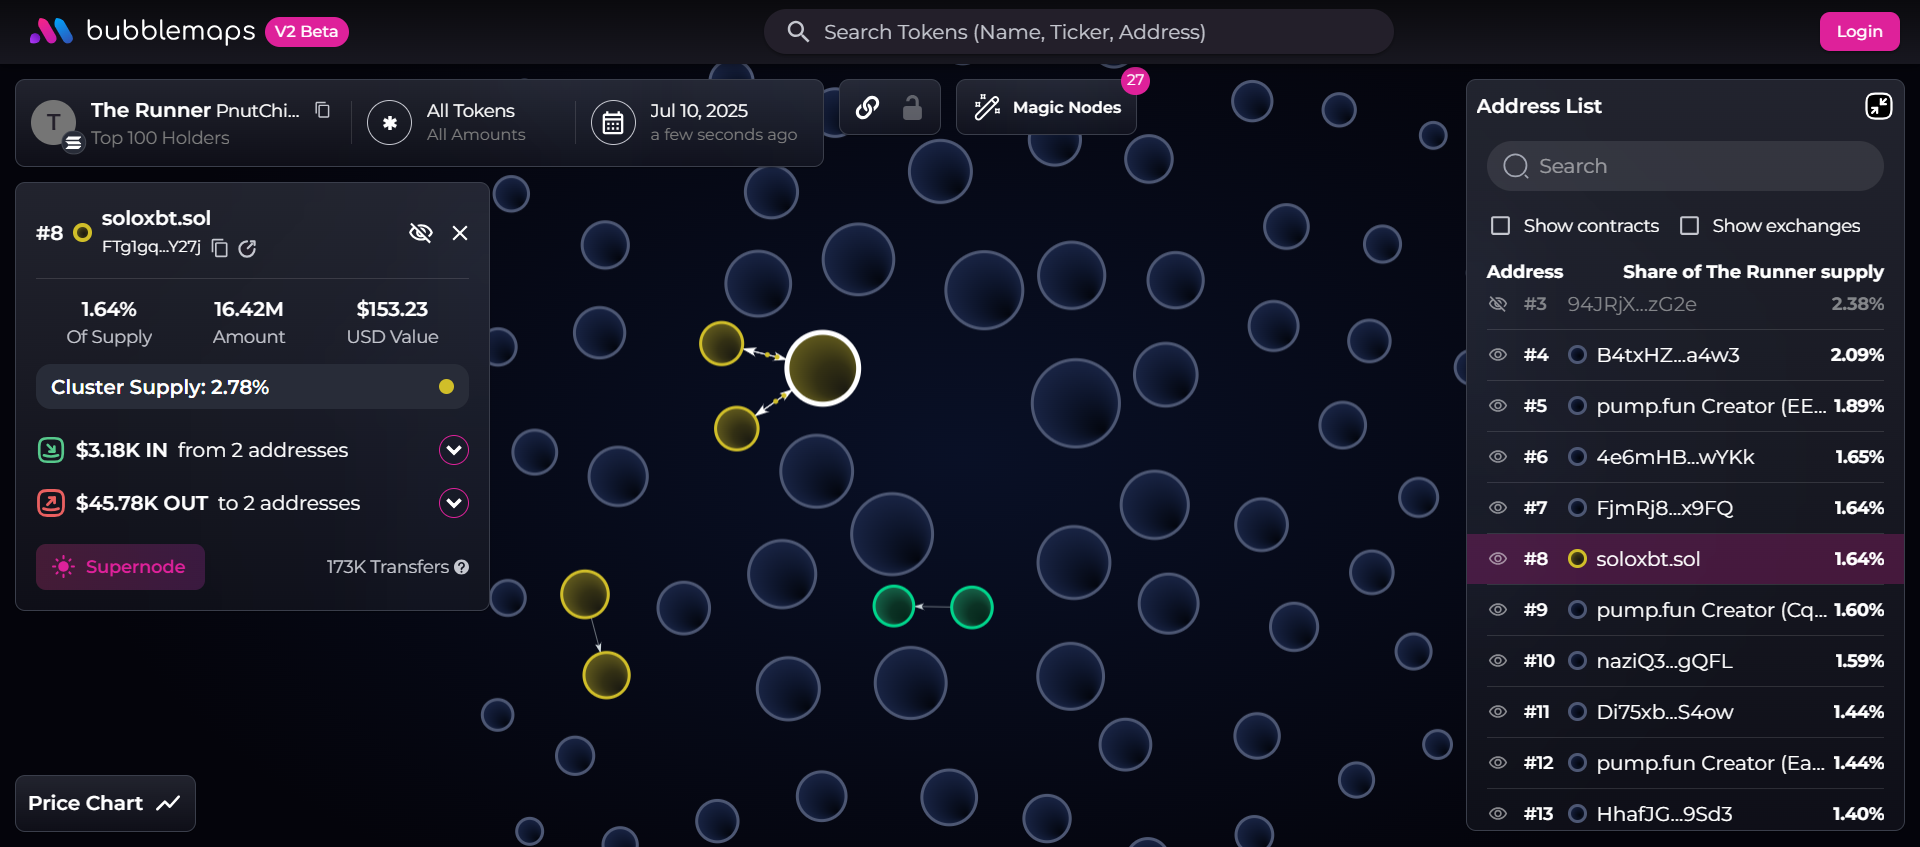 bubblemaps V2 Beta
Search Tokens (Name, Ticker, Address)
Login
T
The Runner PnutChi...
Top 100 Holders
All Tokens
All Amounts
Jul 10, 2025
a few seconds ago
Magic Nodes
27
#8
soloxbt.sol
FTg1gq...Y27j
1.64%
Of Supply
16.42M
Amount
$153.23
USD Value
Cluster Supply: 2.78%
$3.18K IN from 2 addresses
$45.78K OUT to 2 addresses
Supernode
173K Transfers ?
Price Chart
Address List
Search
Show contracts
Show exchanges
Address Share of The Runner supply
#3 94JRjX...zG2e 2.38%
#4 B4txHZ...a4w3 2.09%
#5 pump.fun Creator (EE... 1.89%
#6 4e6mHB...wYKk 1.65%
#7 FjmRj8...x9FQ 1.64%
#8 soloxbt.sol 1.64%
#9 pump.fun Creator (Cq... 1.60%
#10 naziQ3...gQFL 1.59%
#11 Di75xb...S4ow 1.44%
#12 pump.fun Creator (Ea... 1.44%
#13 HhafJG...9Sd3 1.40%